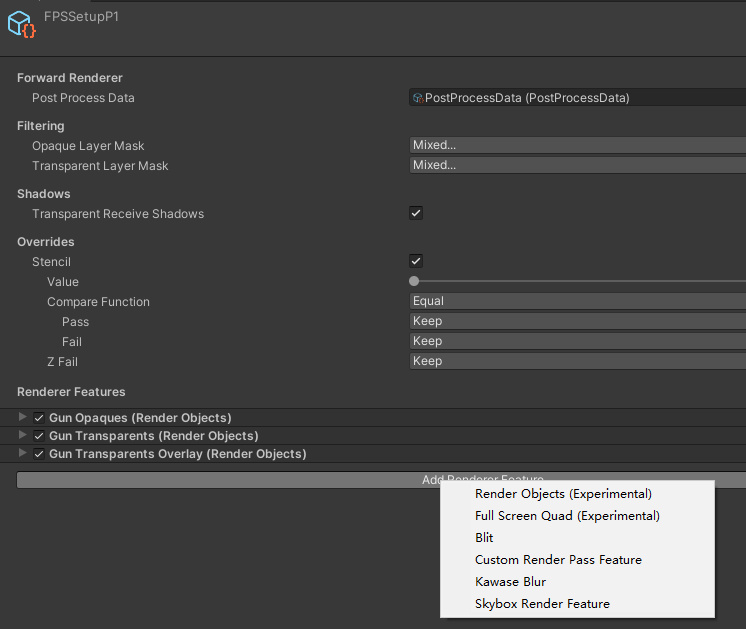 FPSSetupP1
Forward Renderer
Post Process Data PostProcessData (PostProcessData)
Filtering
Opaque Layer Mask Mixed...
Transparent Layer Mask Mixed...
Shadows
Transparent Receive Shadows
Overrides
Stencil
Value
Compare Function Equal
Pass Keep
Fail Keep
Z Fail Keep
Renderer Features
Gun Opaques (Render Objects)
Gun Transparents (Render Objects)
Gun Transparents Overlay (Render Objects)
Add Renderer Feature
Render Objects (Experimental)
Full Screen Quad (Experimental)
Blit
Custom Render Pass Feature
Kawase Blur
Skybox Render Feature